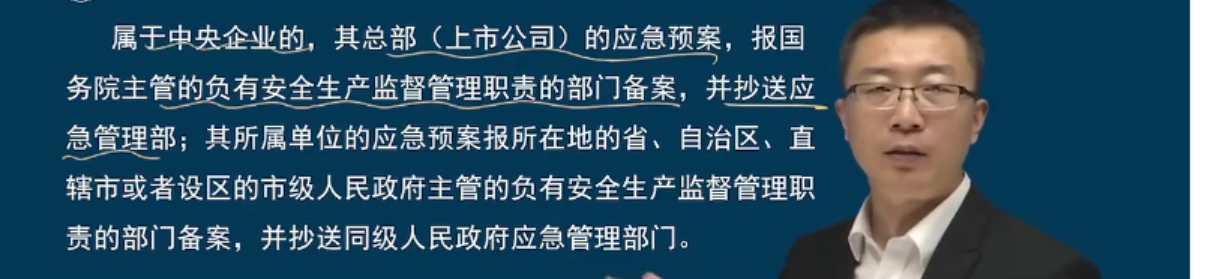 属于中央企业的，其总部（上市公司）的应急预案，报国
务院主管的负有安全生产监督管理职责的部门备案，并抄送应
急管理部；其所属单位的应急预案报所在地的省、自治区、直
辖市或者设区的市级人民政府主管的负有安全生产监督管理职
责的部门备案，并抄送同级人民政府应急管理部门。